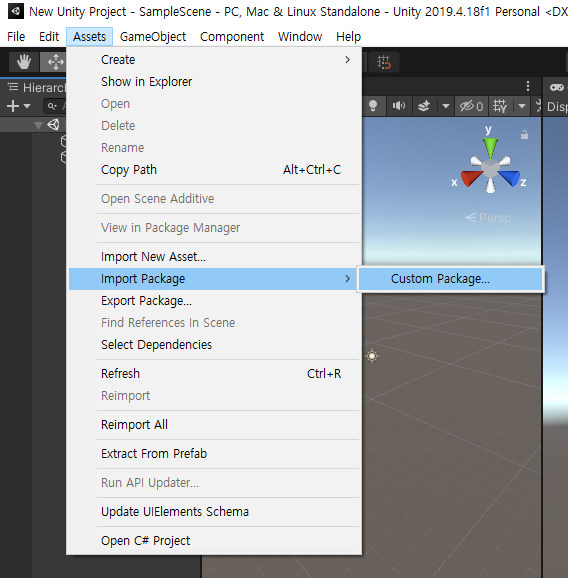 New Unity Project - SampleScene - PC, Mac & Linux Standalone - Unity 2019.4.18f1 Personal <DX
File Edit Assets GameObject Component Window Help
Hierarch
All
0
Disp
Create
Show in Explorer
Open
Delete
Rename
Copy Path Alt+Ctrl+C
Open Scene Additive
View in Package Manager
Import New Asset...
Import Package
Custom Package...
Export Package...
Find References In Scene
Select Dependencies
Refresh Ctrl+R
Reimport
Reimport All
Extract From Prefab
Run API Updater...
Update UIElements Schema
Open C# Project
y
x
z
Persp